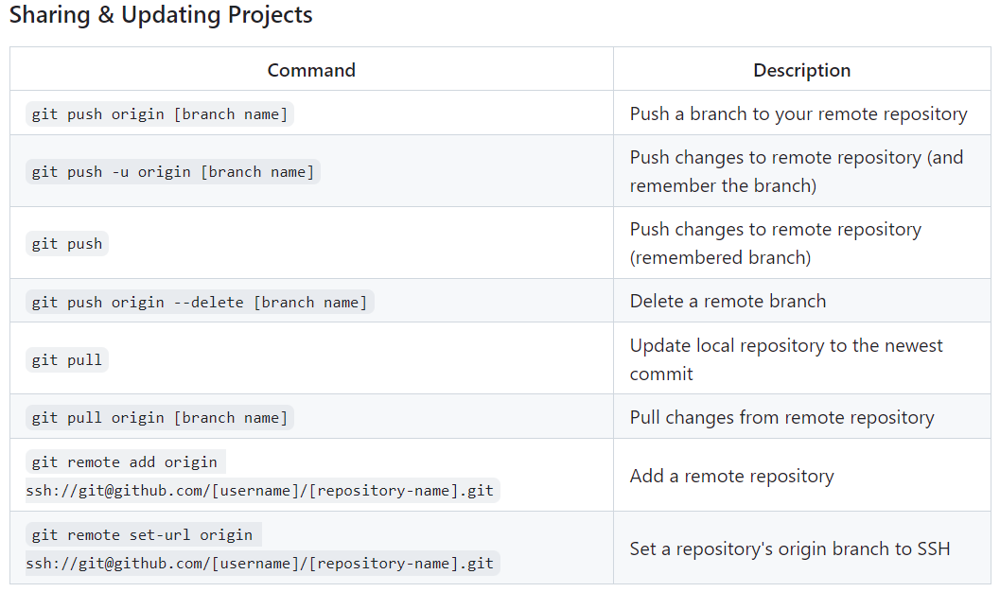 Sharing & Updating Projects
Command Description
git push origin [branch name] Push a branch to your remote repository
git push -u origin [branch name] Push changes to remote repository (and
remember the branch)
git push Push changes to remote repository
(remembered branch)
git push origin --delete [branch name] Delete a remote branch
git pull Update local repository to the newest
commit
git pull origin [branch name] Pull changes from remote repository
git remote add origin
ssh://git@github.com/[username]/[repository-name].git Add a remote repository
git remote set-url origin
ssh://git@github.com/[username]/[repository-name].git Set a repository's origin branch to SSH